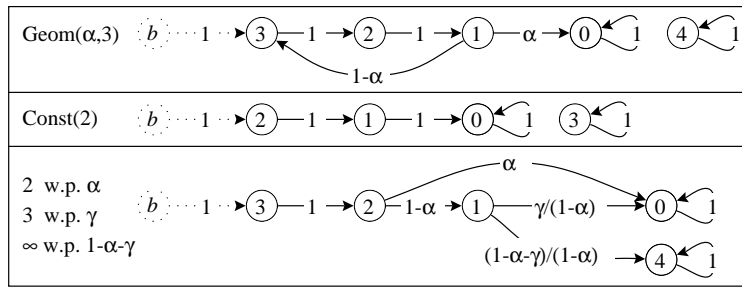 Geom(α,3) b 1 3 1 2 1 1 α 0 1 4 1
1-α
Const(2) b 1 2 1 1 1 0 1 3 1
α
2 w.p. α
3 w.p. γ
∞ w.p. 1-α-γ
b 1 3 1 2 1-α 1 γ/(1-α) 0 1
(1-α-γ)/(1-α) 4 1